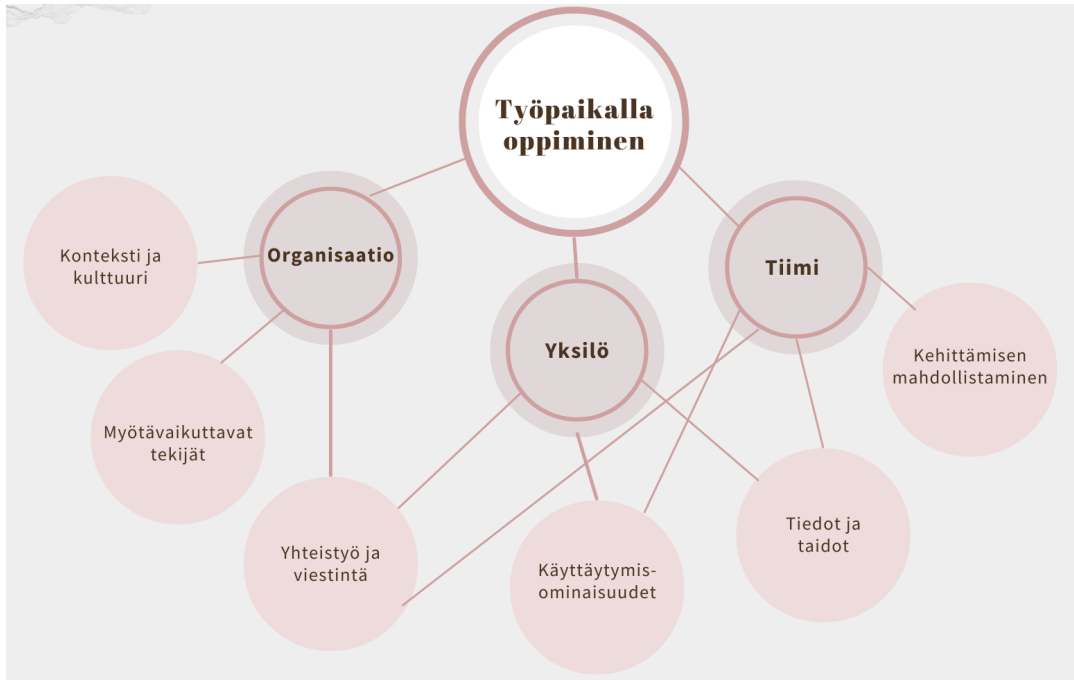 Työpaikalla
oppiminen
Organisaatio
Yksilö
Tiimi
Konteksti ja
kulttuuri
Myötävaikuttavat
tekijät
Yhteistyö ja
viestintä
Käyttäytymis-
ominaisuudet
Tiedot ja
taidot
Kehittämisen
mahdollistaminen